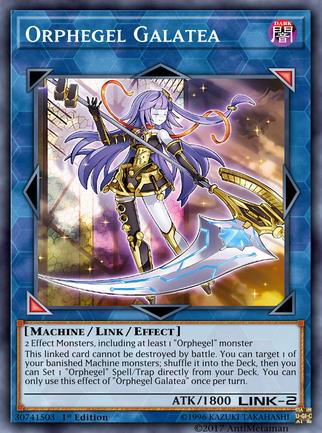 Orphegel Galatea
DARK
闇
[Machine / Link / Effect]
2 Effect Monsters, including at least 1 "Orphegel" monster
This linked card cannot be destroyed by battle. You can target 1
of your banished Machine monsters; shuffle it into the Deck, then you
can Set 1 "Orphegel" Spell/Trap directly from your Deck. You can
only use this effect of "Orphegel Galatea" once per turn.
ATK/1800 LINK-2
30741503 1st Edition ©1996 KAZUKI TAKAHASHI
©2017 AntiMetaman